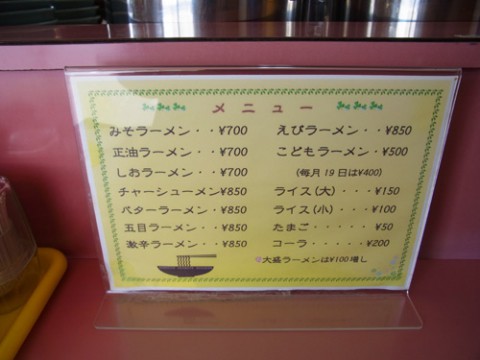 メニュー
みそラーメン・・¥700
正油ラーメン・・¥700
しおラーメン・・¥700
チャーシューメン¥850
バターラーメン・¥850
五目ラーメン・・¥850
激辛ラーメン・・¥850
えびラーメン・・¥850
こどもラーメン・¥500
(毎月19日は¥400)
ライス(大)・・・¥150
ライス(小)・・・¥100
たまご・・・・・¥50
コーラ・・・・・¥200
大盛ラーメンは¥100増し